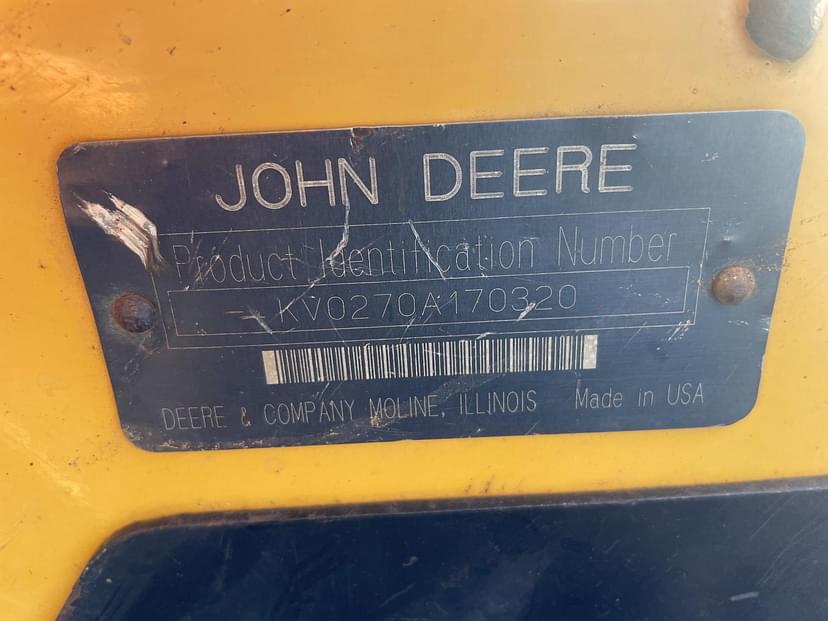 JOHN DEERE
Product Identification Number
KV0270A170320
DEERE & COMPANY MOLINE, ILLINOIS Made in USA